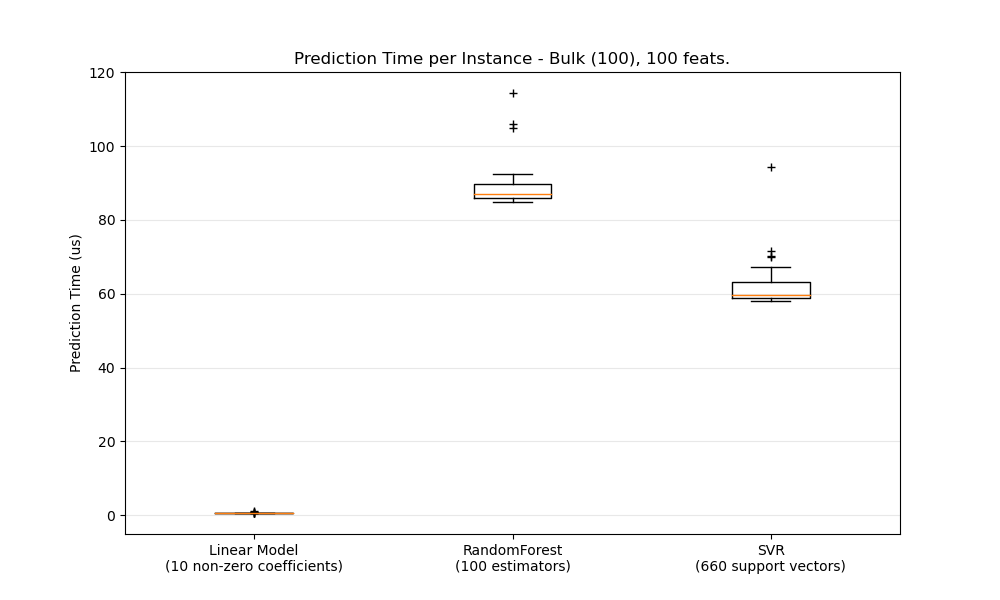 Prediction Time per Instance - Bulk (100), 100 feats.
120
100
80
60
40
20
0
Prediction Time (us)
Linear Model
(10 non-zero coefficients)
RandomForest
(100 estimators)
SVR
(660 support vectors)